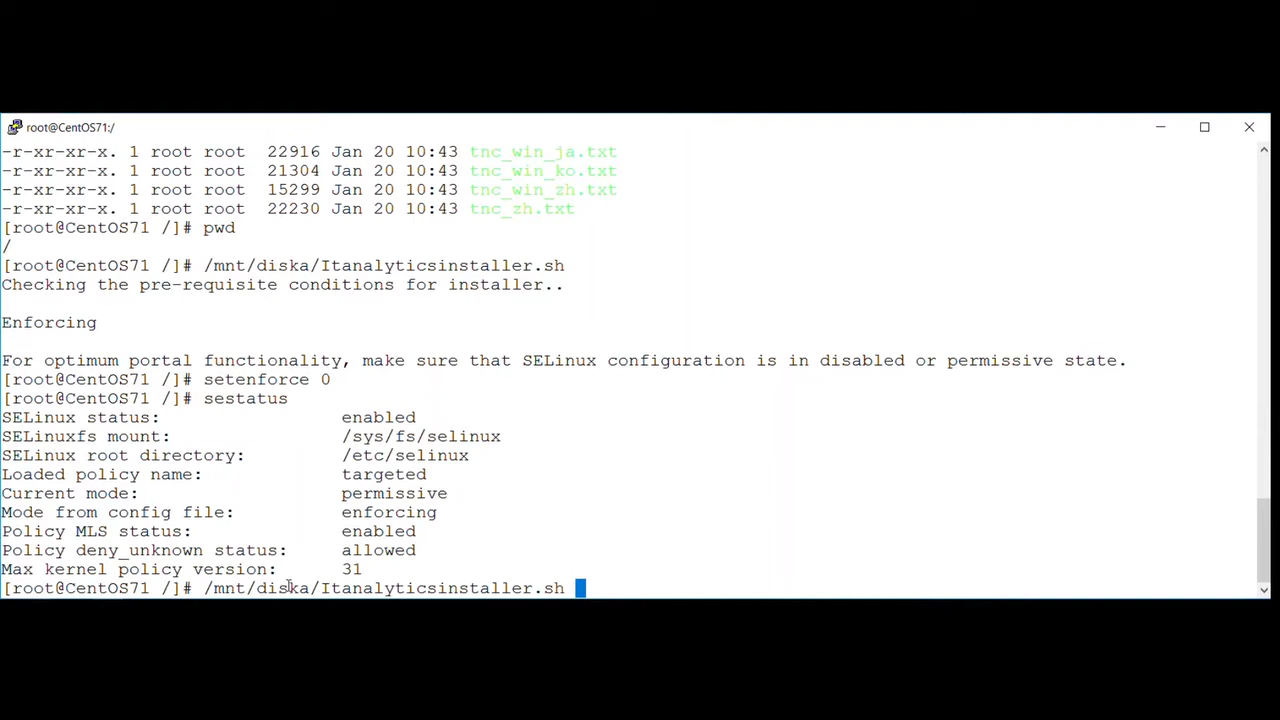 root@CentOS71:/
-r-xr-xr-x. 1 root root  22916 Jan 20 10:43 tnc_win_ja.txt
-r-xr-xr-x. 1 root root  21304 Jan 20 10:43 tnc_win_ko.txt
-r-xr-xr-x. 1 root root  15299 Jan 20 10:43 tnc_win_zh.txt
-r-xr-xr-x. 1 root root  22230 Jan 20 10:43 tnc_zh.txt
[root@CentOS71 /]# pwd
/
[root@CentOS71 /]# /mnt/diska/Itanalyticsinstaller.sh
Checking the pre-requisite conditions for installer..
Enforcing
For optimum portal functionality, make sure that SELinux configuration is in disabled or permissive state.
[root@CentOS71 /]# setenforce 0
[root@CentOS71 /]# sestatus
SELinux status:                 enabled
SELinuxfs mount:                /sys/fs/selinux
SELinux root directory:         /etc/selinux
Loaded policy name:             targeted
Current mode:                   permissive
Mode from config file:          enforcing
Policy MLS status:              enabled
Policy deny_unknown status:     allowed
Max kernel policy version:      31
[root@CentOS71 /]# /mnt/diska/Itanalyticsinstaller.sh